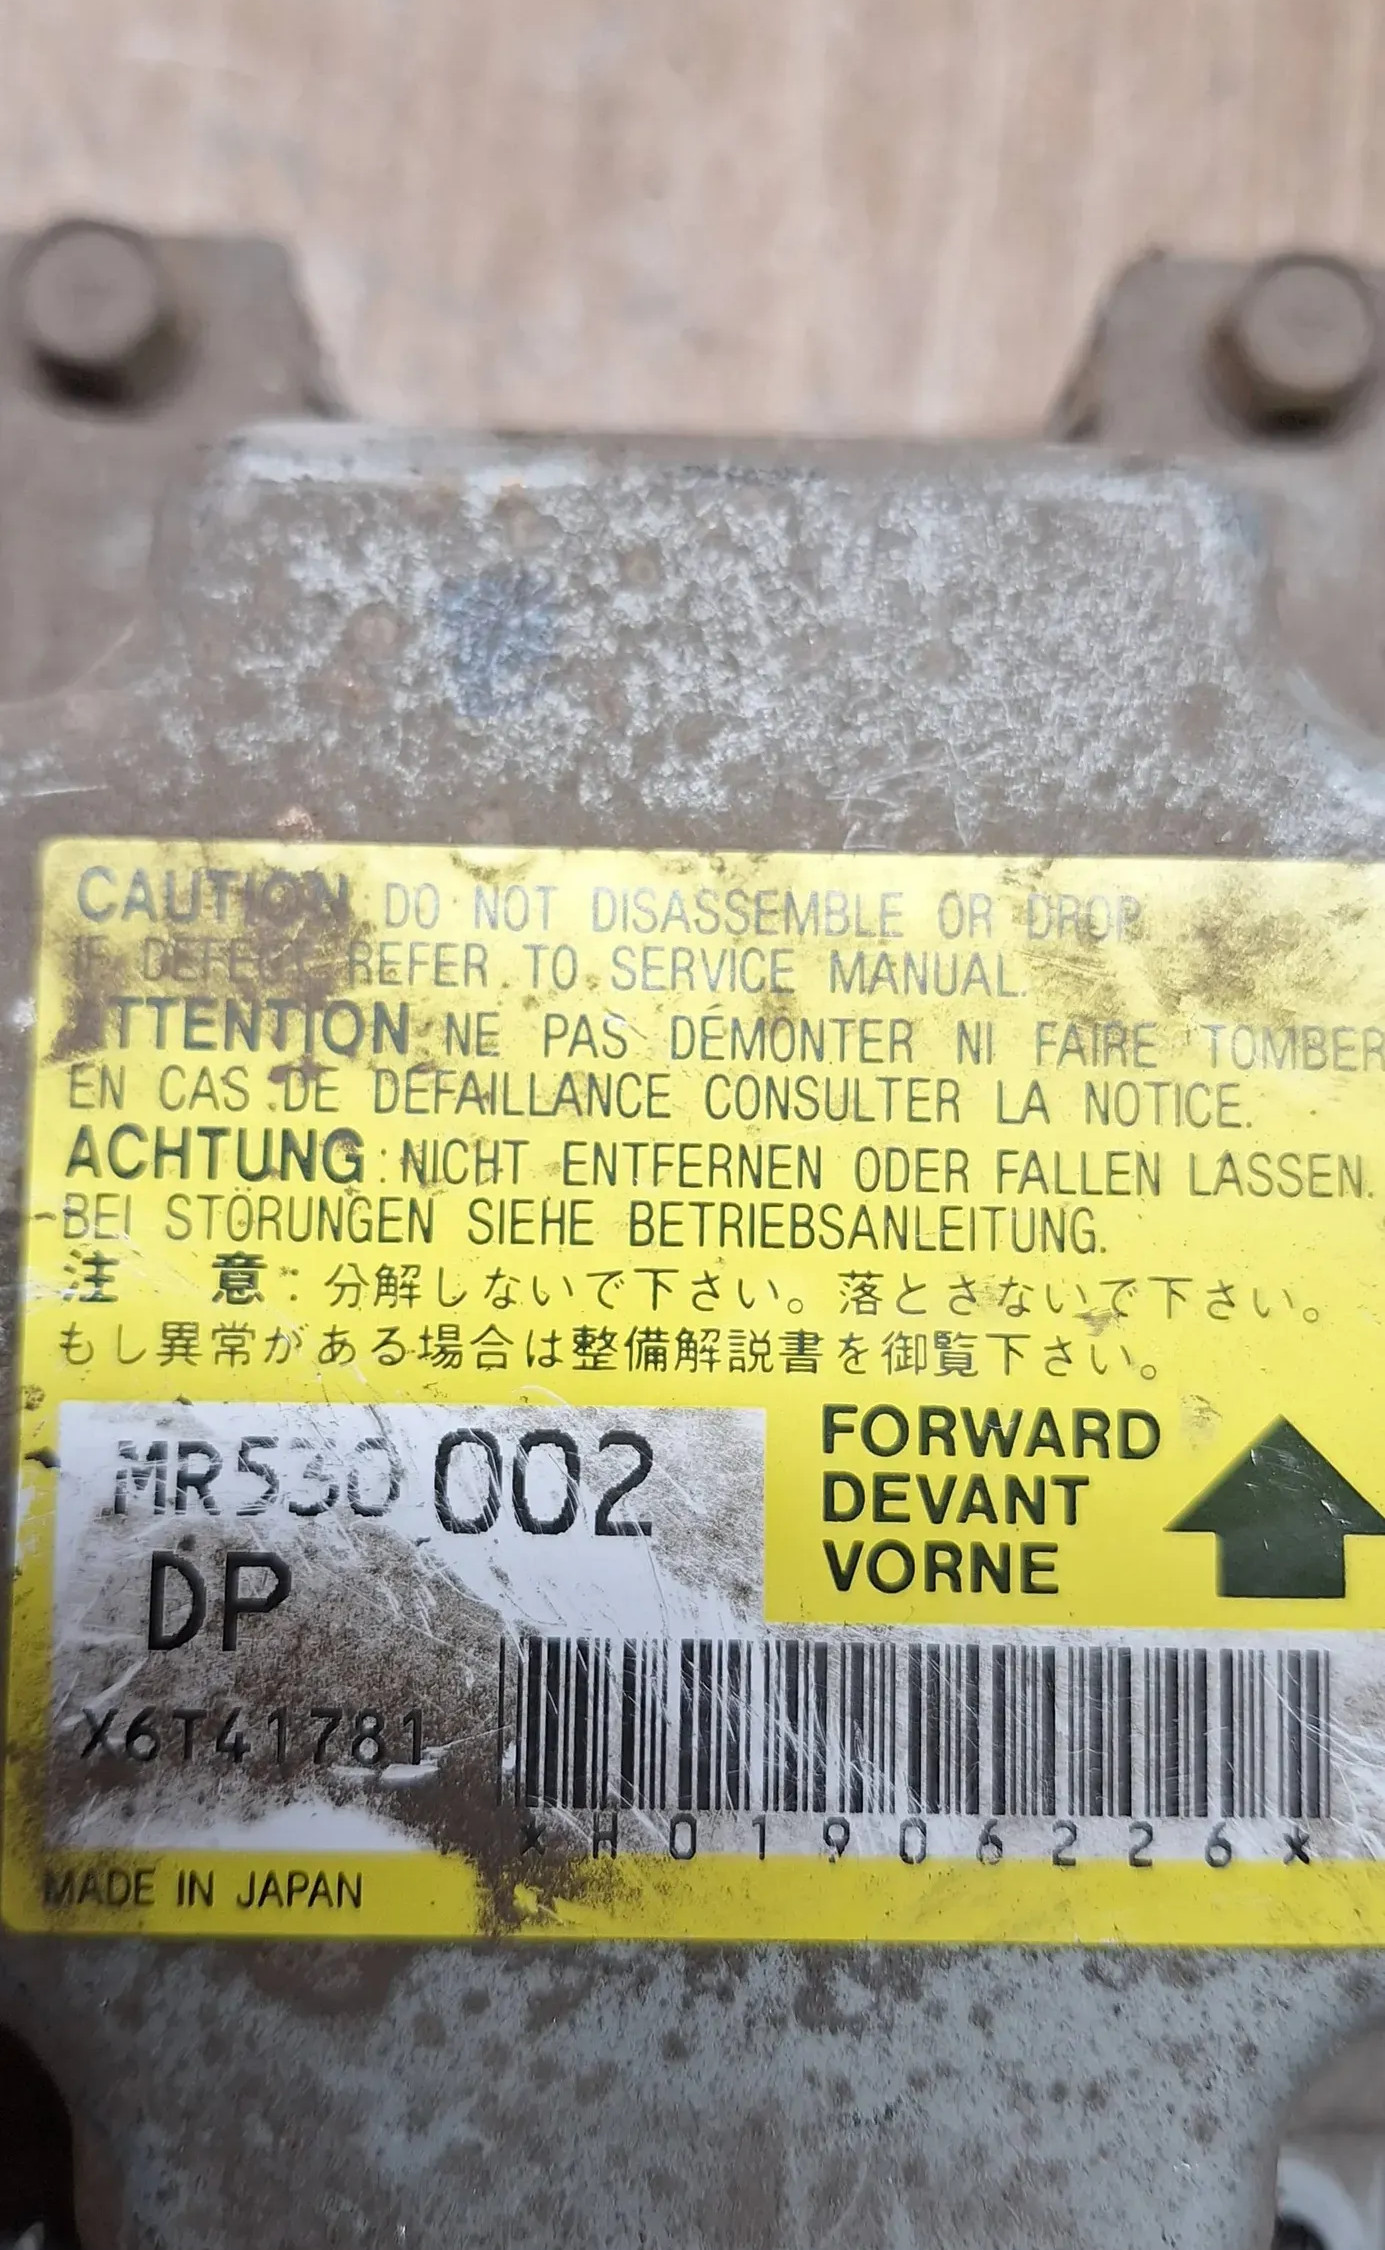 CAUTION: DO NOT DISASSEMBLE OR DROP.
IF DEFECT, REFER TO SERVICE MANUAL.
ATTENTION NE PAS DÉMONTER NI FAIRE TOMBER
EN CAS DE DÉFAILLANCE CONSULTER LA NOTICE.
ACHTUNG: NICHT ENTFERNEN ODER FALLEN LASSEN.
BEI STÖRUNGEN SIEHE BETRIEBSANLEITUNG.
注 意: 分解しないで下さい。落とさないで下さい。
もし異常がある場合は整備解説書を御覧下さい。
MR530002
DP
X6T41781
FORWARD
DEVANT
VORNE
*H01906226*
MADE IN JAPAN